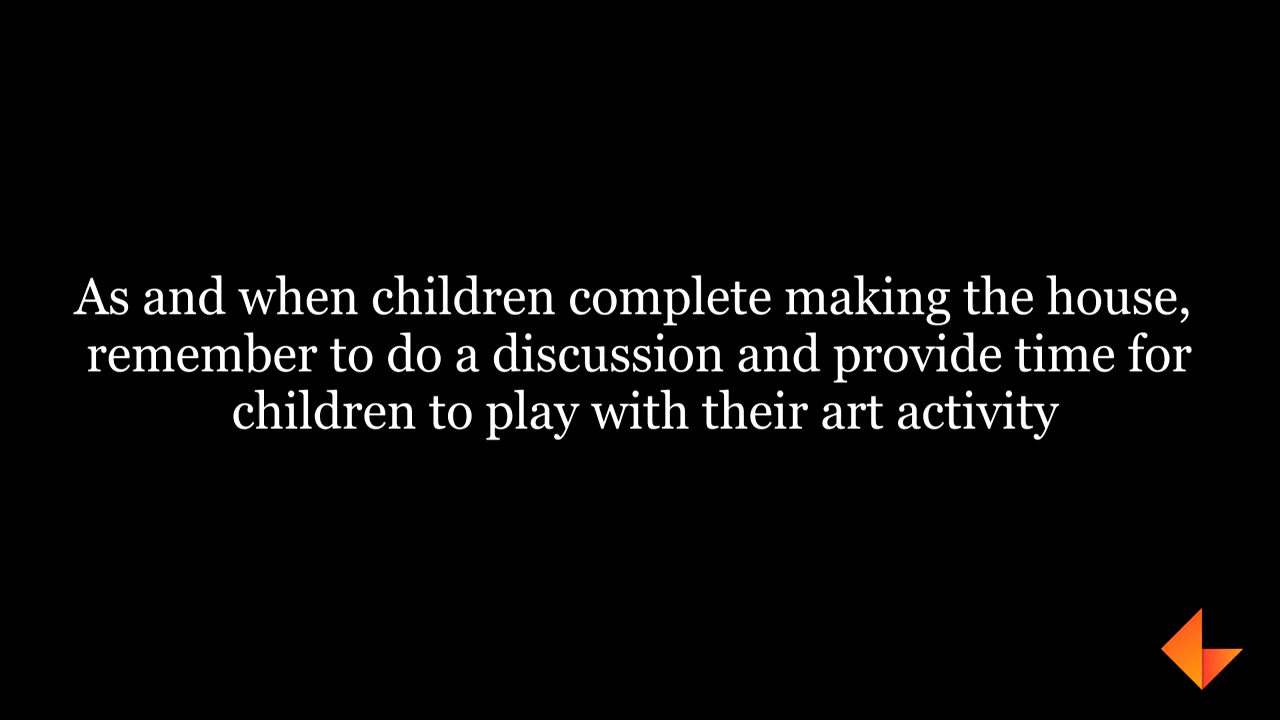 As and when children complete making the house,
remember to do a discussion and provide time for
children to play with their art activity